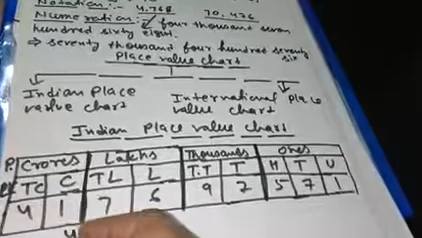 Notation :- 4,768 70,476
Numeration:- four thousand seven
hundred sixty eight.
⇒ seventy thousand four hundred seventy
six
Place value chart
Indian Place value chart
International Place value chart
Indian Place value chart
Crores Lakhs Thousands Ones
TC C TL L T.T T H T U
4 1 7 6 9 2 5 7 1
4